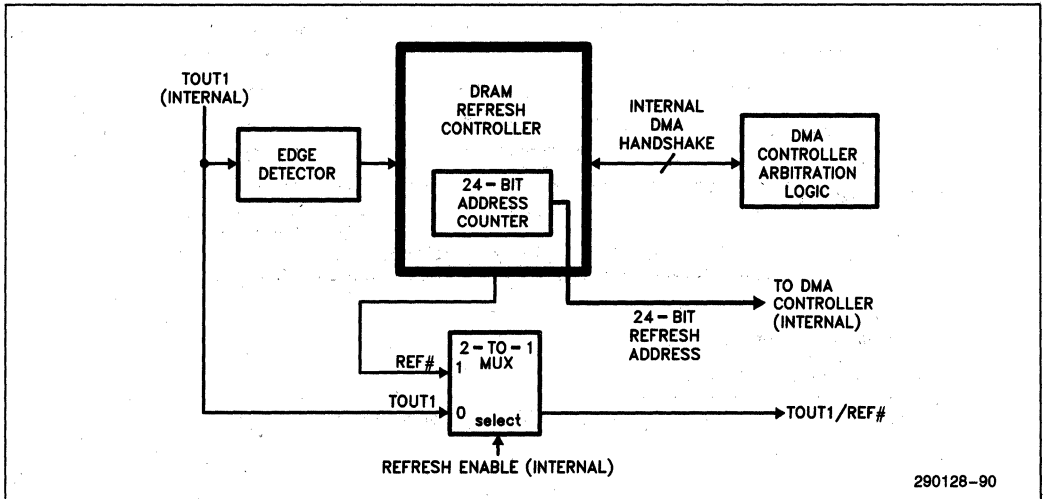 TOUT1
(INTERNAL)
EDGE
DETECTOR
DRAM
REFRESH
CONTROLLER
24-BIT
ADDRESS
COUNTER
INTERNAL
DMA
HANDSHAKE
DMA
CONTROLLER
ARBITRATION
LOGIC
TO DMA
CONTROLLER
(INTERNAL)
24-BIT
REFRESH
ADDRESS
2-TO-1
MUX
REF#
1
TOUT1
0
select
TOUT1/REF#
REFRESH ENABLE (INTERNAL)
290128-90